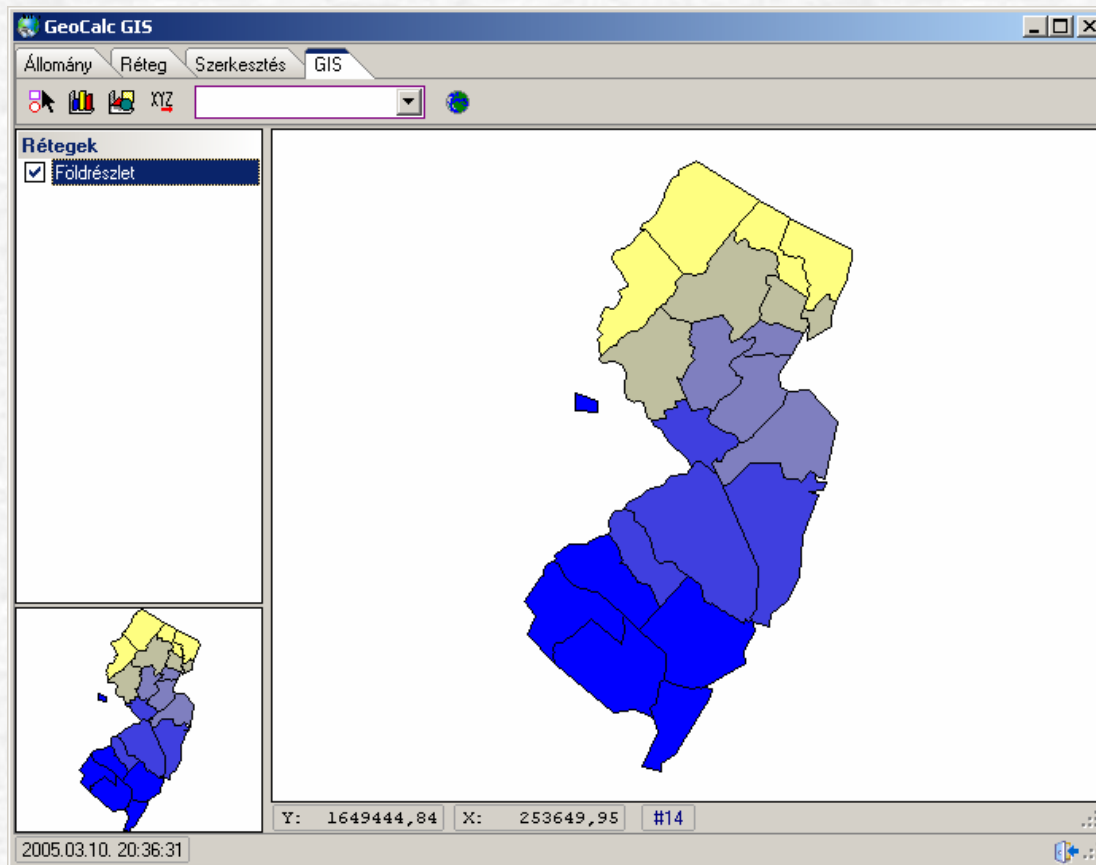 GeoCalc GIS
Állomány Réteg Szerkesztés GIS
XYZ
Rétegek
Földrészlet
Y: 1649444,84 X: 253649,95 #14
2005.03.10. 20:36:31